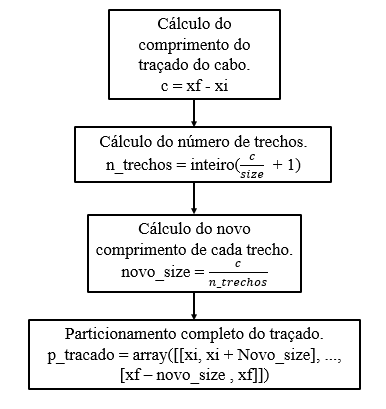 Cálculo do
comprimento do
traçado do cabo.
c = xf - xi
Cálculo do número de trechos.
n_trechos = inteiro(c/size + 1)
Cálculo do novo
comprimento de cada trecho.
novo_size = c/n_trechos
Particionamento completo do traçado.
p_tracado = array([[xi, xi + Novo_size], ...,
[xf – novo_size , xf]])